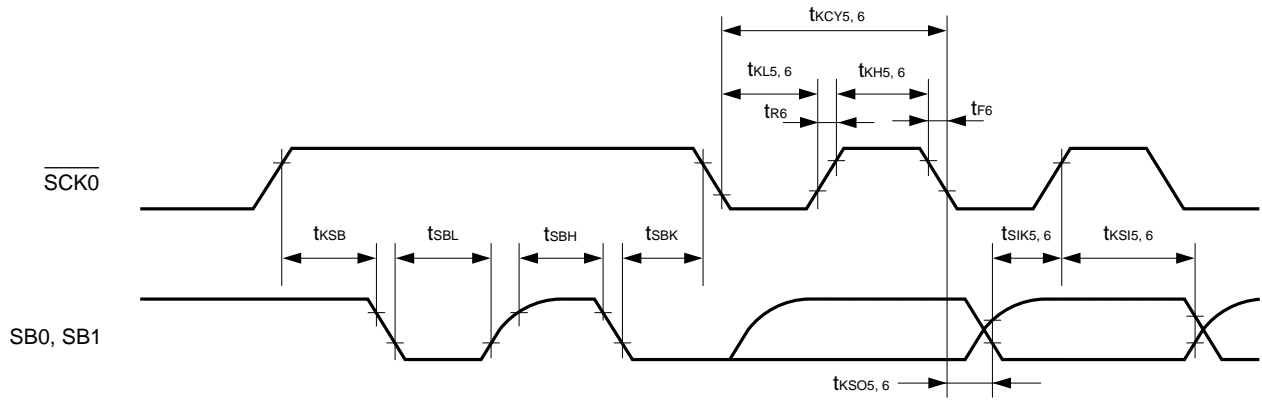 tKCY5, 6
tKL5, 6
tKH5, 6
tR6
tF6
SCK0
tKSB
tSBL
tSBH
tSBK
tSIK5, 6
tKSI5, 6
SB0, SB1
tKSO5, 6